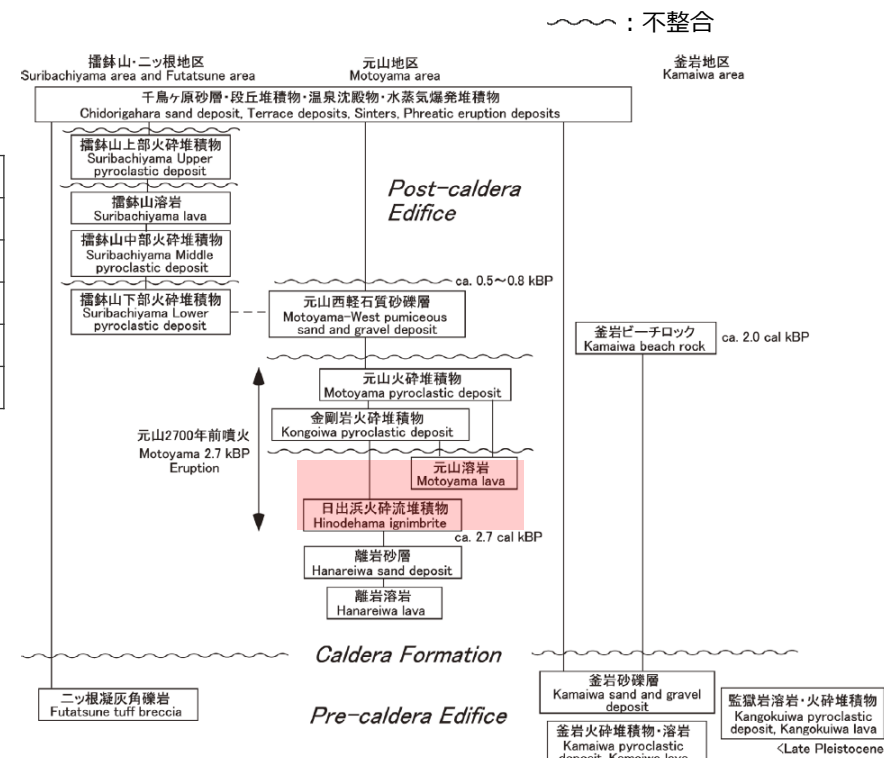 ：不整合
擂鉢山・二ッ根地区
Suribachiyama area and Futatsune area
元山地区
Motoyama area
釜岩地区
Kamaiwa area
千鳥ヶ原砂層・段丘堆積物・温泉沈殿物・水蒸気爆発堆積物
Chidorigahara sand deposit, Terrace deposits, Sinters, Phreatic eruption deposits
擂鉢山上部火砕堆積物
Suribachiyama Upper
pyroclastic deposit
擂鉢山溶岩
Suribachiyama lava
擂鉢山中部火砕堆積物
Suribachiyama Middle
pyroclastic deposit
擂鉢山下部火砕堆積物
Suribachiyama Lower
pyroclastic deposit
Post-caldera
Edifice
ca. 0.5～0.8 kBP
元山西軽石質砂礫層
Motoyama-West pumiceous
sand and gravel deposit
釜岩ビーチロック
Kamaiwa beach rock
ca. 2.0 cal kBP
元山火砕堆積物
Motoyama pyroclastic deposit
金剛岩火砕堆積物
Kongoiwa pyroclastic deposit
元山2700年前噴火
Motoyama 2.7 kBP
Eruption
元山溶岩
Motoyama lava
日出浜火砕流堆積物
Hinodehama ignimbrite
ca. 2.7 cal kBP
離岩砂層
Hanareiwa sand deposit
離岩溶岩
Hanareiwa lava
Caldera Formation
Pre-caldera Edifice
二ッ根凝灰角礫岩
Futatsune tuff breccia
釜岩砂礫層
Kamaiwa sand and gravel
deposit
監獄岩溶岩・火砕堆積物
Kangokuiwa pyroclastic
deposit, Kangokuiwa lava
<Late Pleistocene
釜岩火砕堆積物・溶岩
Kamaiwa pyroclastic
deposit, Kamaiwa lava